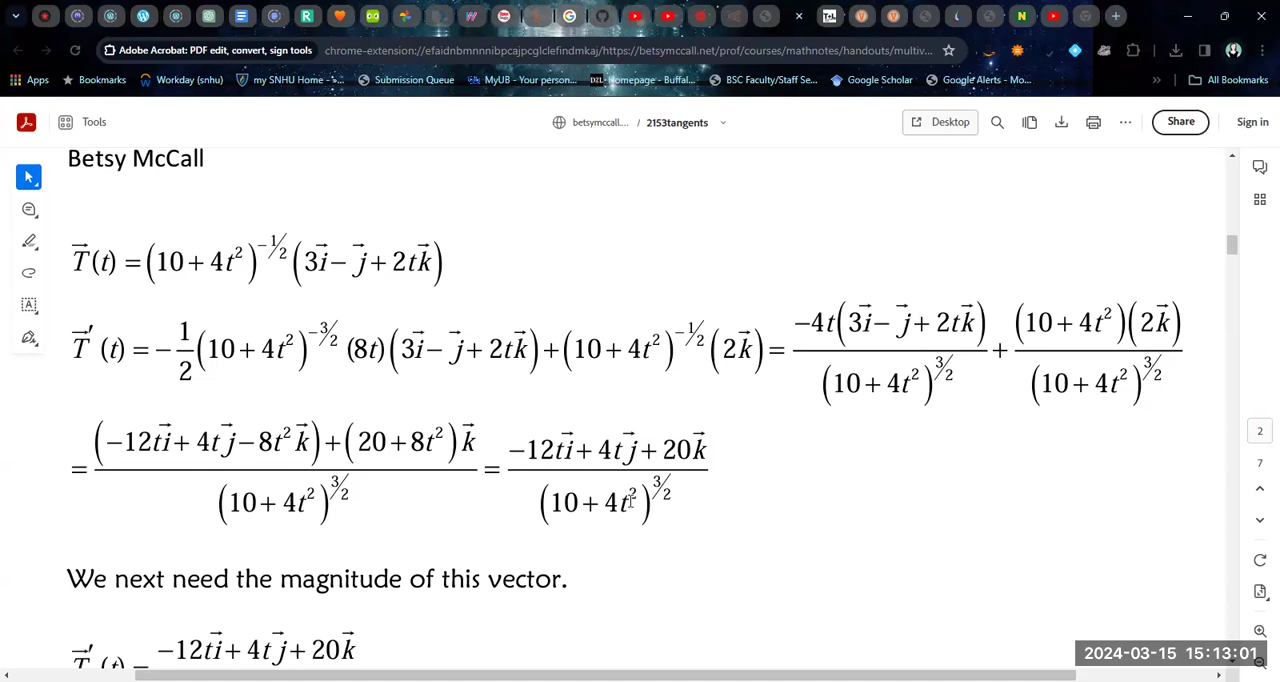 Adobe Acrobat: PDF edit, convert, sign tools
chrome-extension://efaidnbmnnnibpcajpcglclefindmkaj/https://betsymccall.net/prof/courses/mathnotes/handouts/multiv...
Apps Bookmarks Workday (snhu) my SNHU Home - ... Submission Queue MyUB - Your person... Homepage - Buffal... BSC Faculty/Staff Se... Google Scholar Google Alerts - Mo... » All Bookmarks
Tools betsymccall.... / 2153tangents Desktop Share Sign in
Betsy McCall
T⃗(t) = (10 + 4t²)^(−1/2) (3i⃗ − j⃗ + 2tk⃗)
T⃗′(t) = −1/2 (10 + 4t²)^(−3/2) (8t)(3i⃗ − j⃗ + 2tk⃗) + (10 + 4t²)^(−1/2) (2k⃗) = −4t(3i⃗ − j⃗ + 2tk⃗)/(10 + 4t²)^(3/2) + (10 + 4t²)(2k⃗)/(10 + 4t²)^(3/2)
= ((−12ti⃗ + 4tj⃗ − 8t²k⃗) + (20 + 8t²)k⃗)/(10 + 4t²)^(3/2) = (−12ti⃗ + 4tj⃗ + 20k⃗)/(10 + 4t²)^(3/2)
2
7
We next need the magnitude of this vector.
T⃗′(t) = −12ti⃗ + 4tj⃗ + 20k⃗
2024-03-15 15:13:01